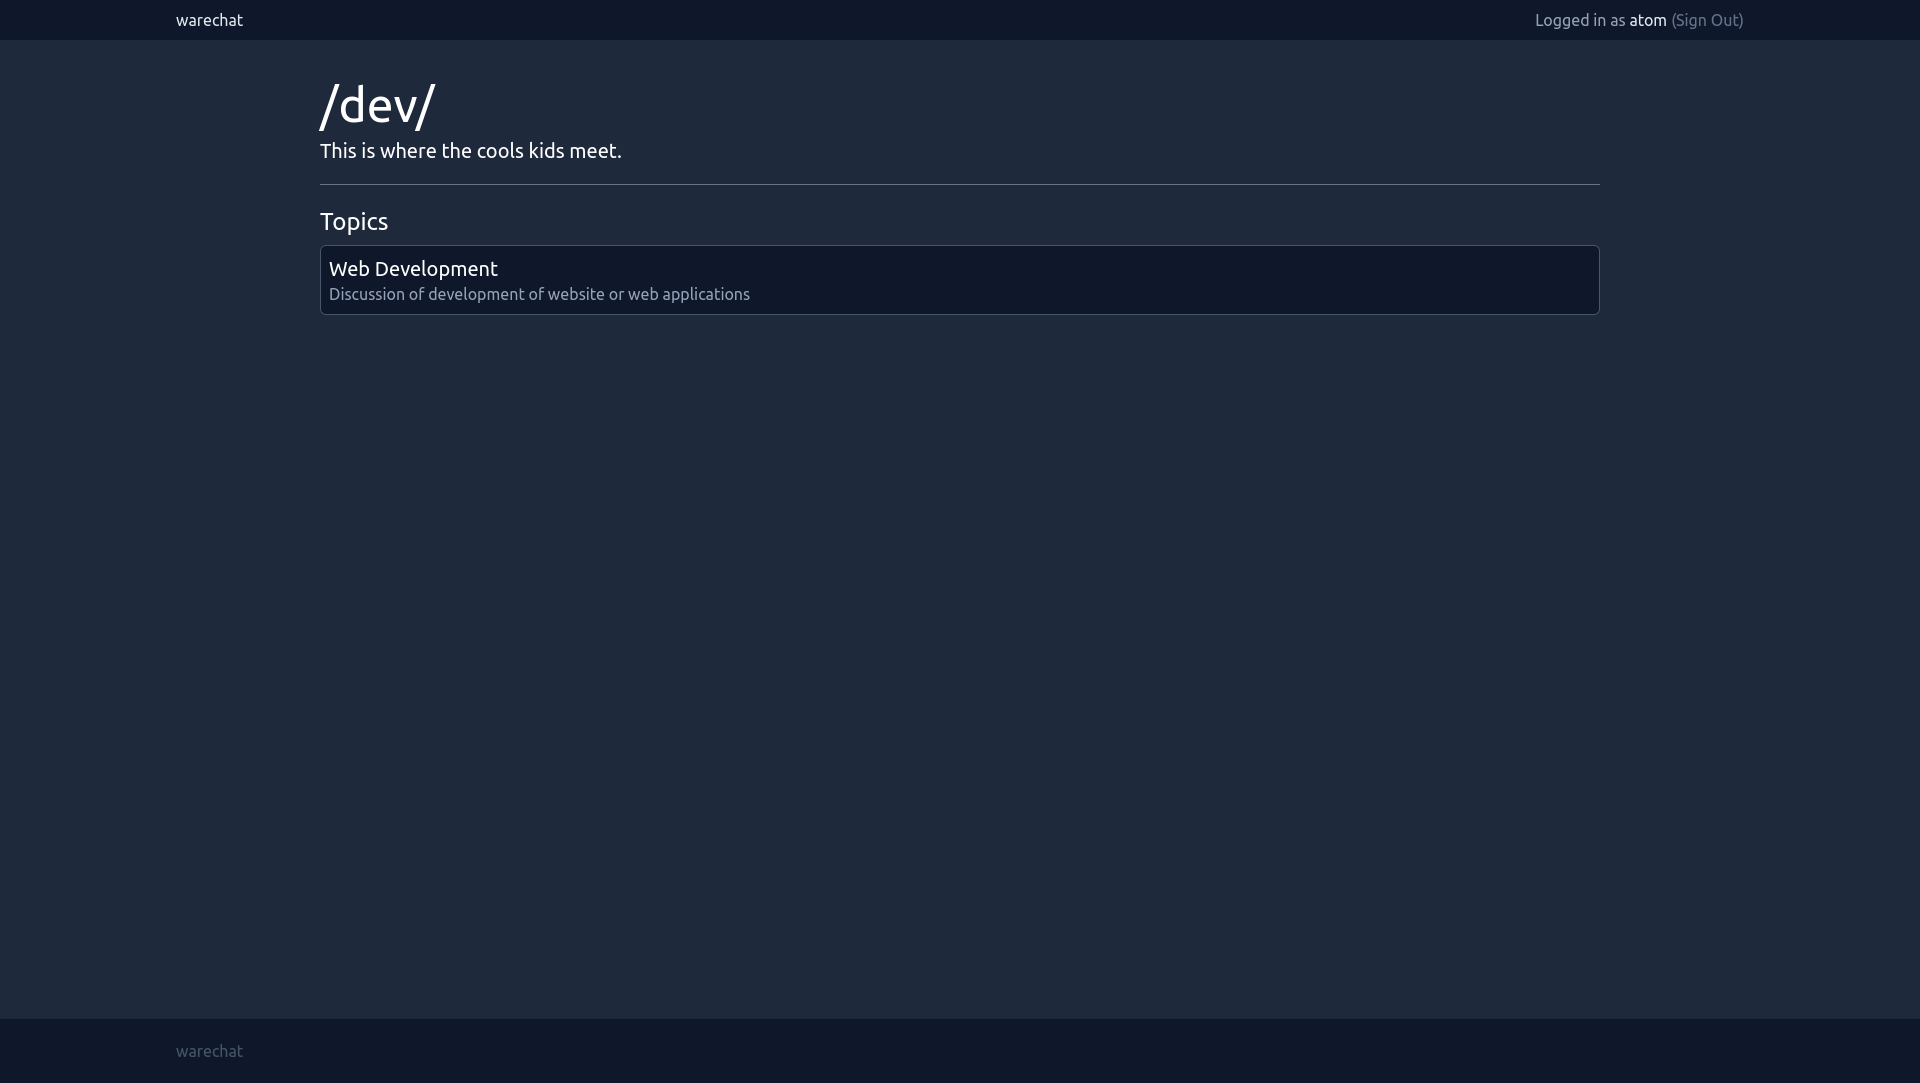 warechat
Logged in as atom (Sign Out)
/dev/
This is where the cools kids meet.
Topics
Web Development
Discussion of development of website or web applications
warechat